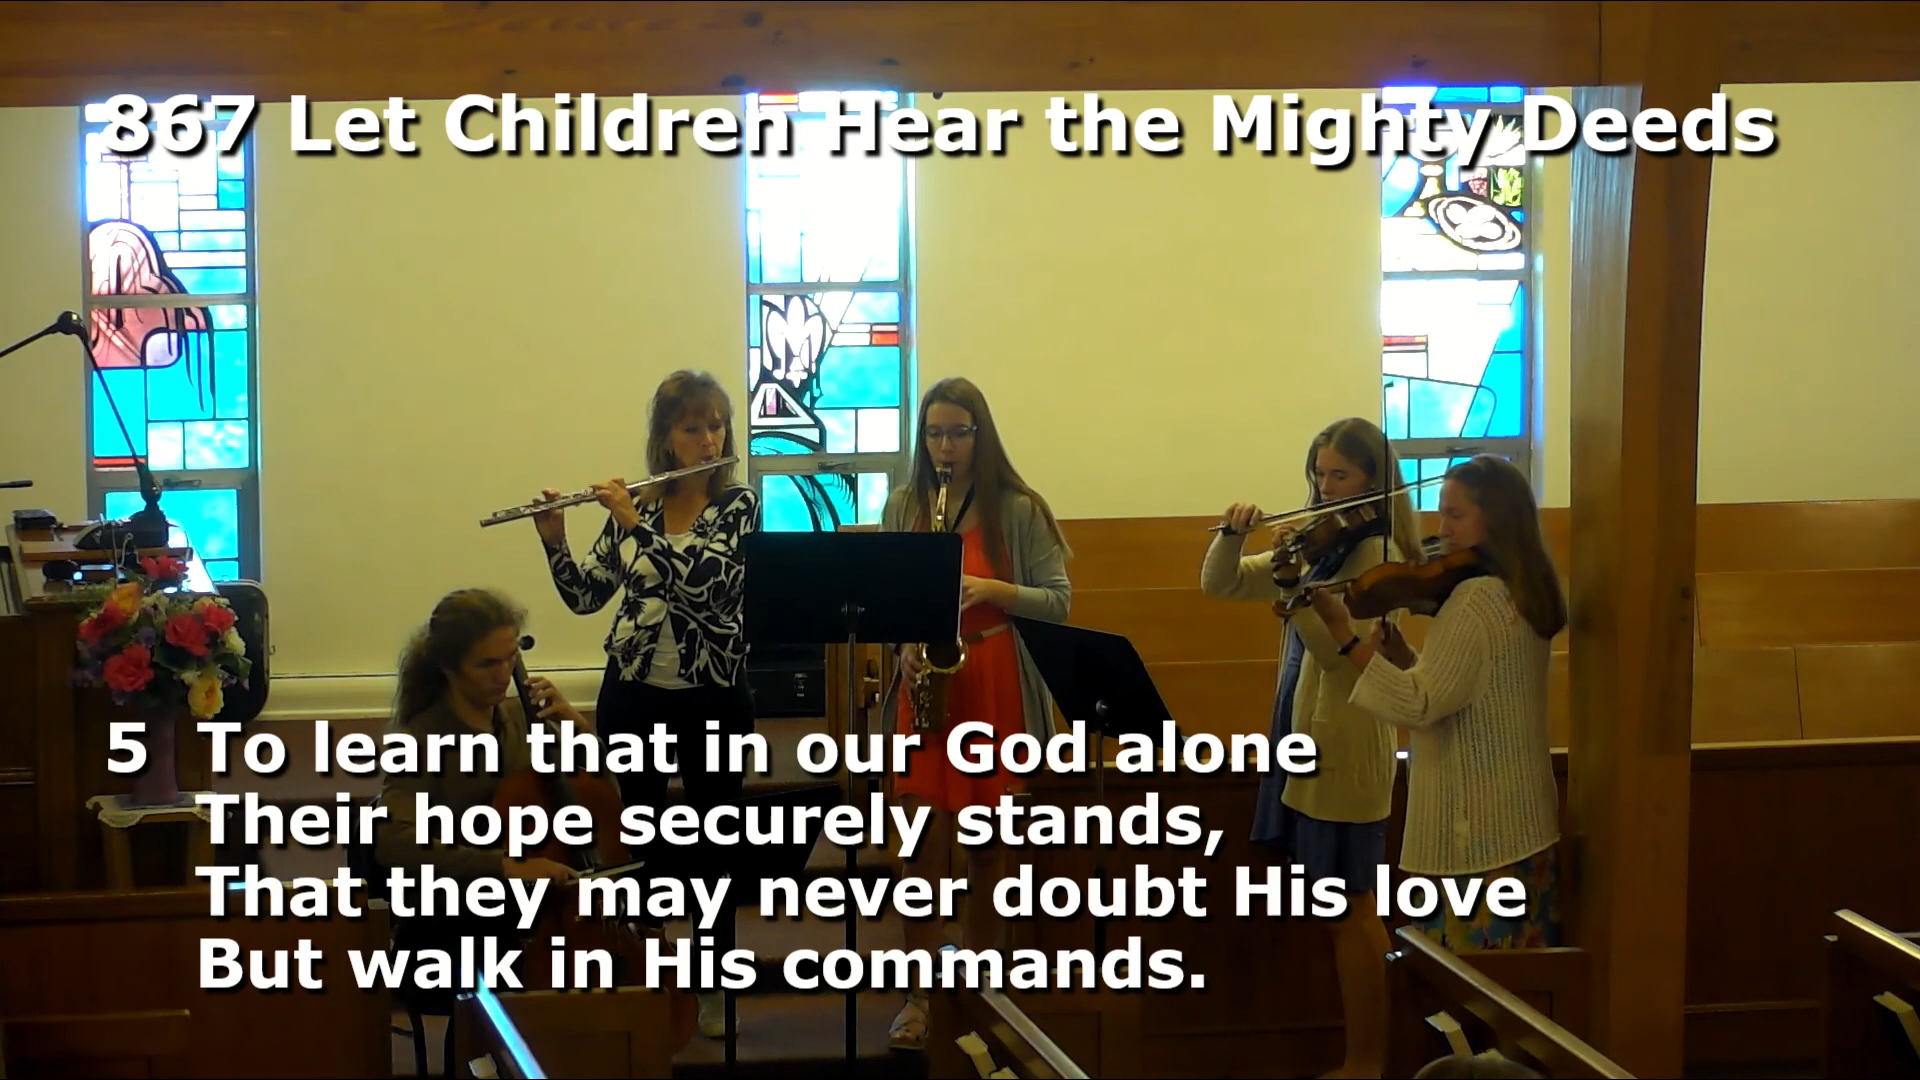 867 Let Children Hear the Mighty Deeds
5 To learn that in our God alone
Their hope securely stands,
That they may never doubt His love
But walk in His commands.